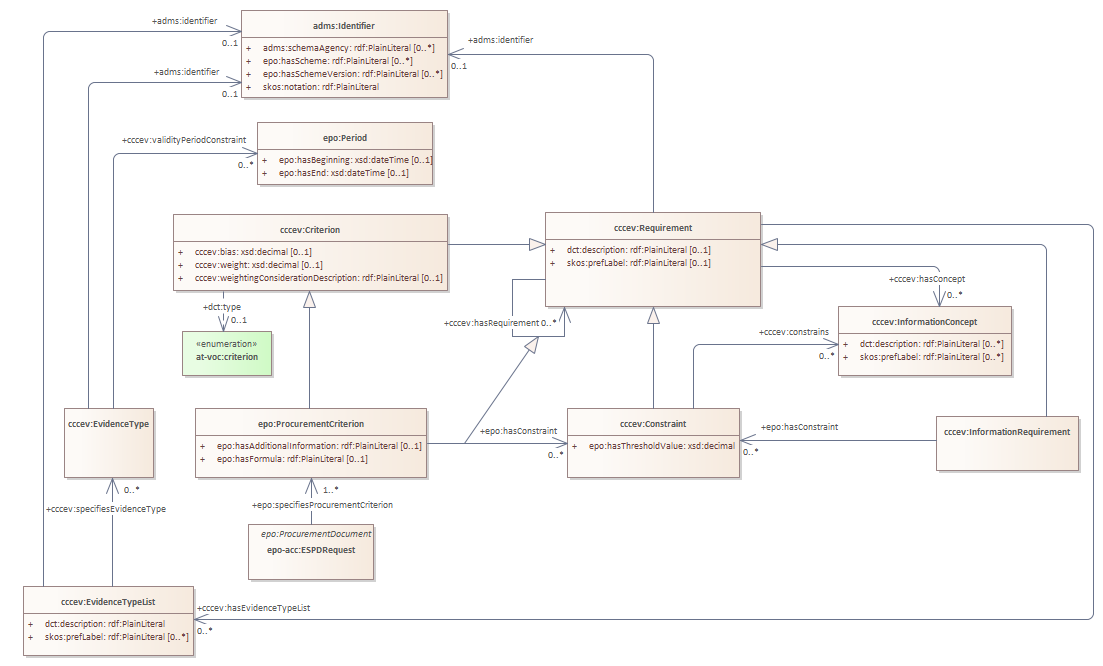 +adms:identifier
0..1
adms:Identifier
+ adms:schemaAgency: rdf:PlainLiteral [0..*]
+ epo:hasScheme: rdf:PlainLiteral [0..*]
+ epo:hasSchemeVersion: rdf:PlainLiteral [0..*]
+ skos:notation: rdf:PlainLiteral
+adms:identifier
0..1
+adms:identifier
0..1
+cccev:validityPeriodConstraint
0..*
epo:Period
+ epo:hasBeginning: xsd:dateTime [0..1]
+ epo:hasEnd: xsd:dateTime [0..1]
cccev:Criterion
+ cccev:bias: xsd:decimal [0..1]
+ cccev:weight: xsd:decimal [0..1]
+ cccev:weightingConsiderationDescription: rdf:PlainLiteral [0..1]
cccev:Requirement
+ dct:description: rdf:PlainLiteral [0..1]
+ skos:prefLabel: rdf:PlainLiteral [0..1]
+cccev:hasConcept
0..*
+dct:type
0..1
+cccev:hasRequirement 0..*
cccev:InformationConcept
+ dct:description: rdf:PlainLiteral [0..*]
+ skos:prefLabel: rdf:PlainLiteral [0..*]
+cccev:constrains
0..*
«enumeration»
at-voc:criterion
cccev:EvidenceType
epo:ProcurementCriterion
+ epo:hasAdditionalInformation: rdf:PlainLiteral [0..1]
+ epo:hasFormula: rdf:PlainLiteral [0..1]
+epo:hasConstraint
0..*
cccev:Constraint
+ epo:hasThresholdValue: xsd:decimal
+epo:hasConstraint
0..*
cccev:InformationRequirement
0..*
+cccev:specifiesEvidenceType
1..*
+epo:specifiesProcurementCriterion
epo:ProcurementDocument
epo-acc:ESPDRequest
cccev:EvidenceTypeList
+ dct:description: rdf:PlainLiteral
+ skos:prefLabel: rdf:PlainLiteral [0..*]
+cccev:hasEvidenceTypeList
0..*